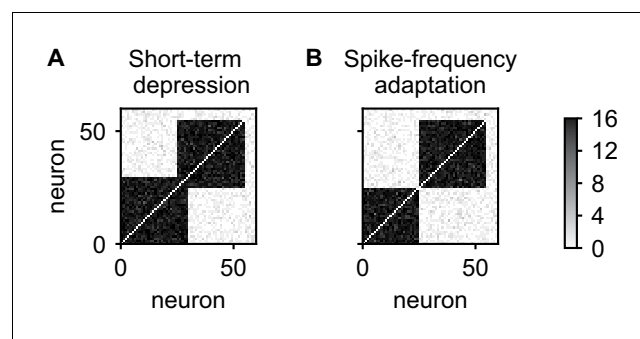 A
Short-term
depression
B
Spike-frequency
adaptation
neuron
50
0
0
50
neuron
0
50
neuron
16
12
8
4
0